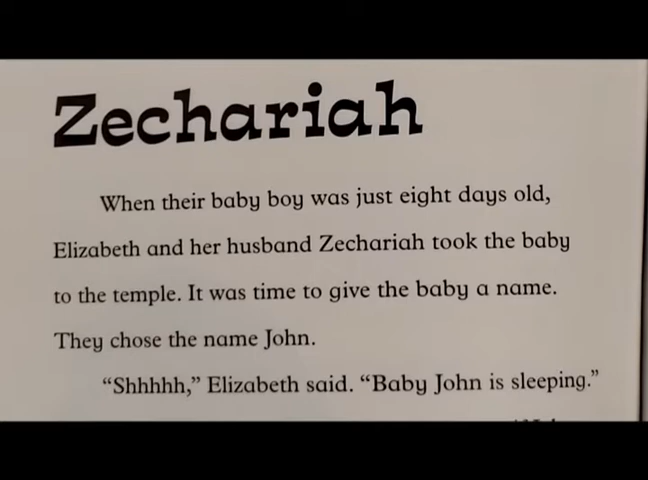 Zechariah
When their baby boy was just eight days old,
Elizabeth and her husband Zechariah took the baby
to the temple. It was time to give the baby a name.
They chose the name John.
“Shhhhh,” Elizabeth said. “Baby John is sleeping.”